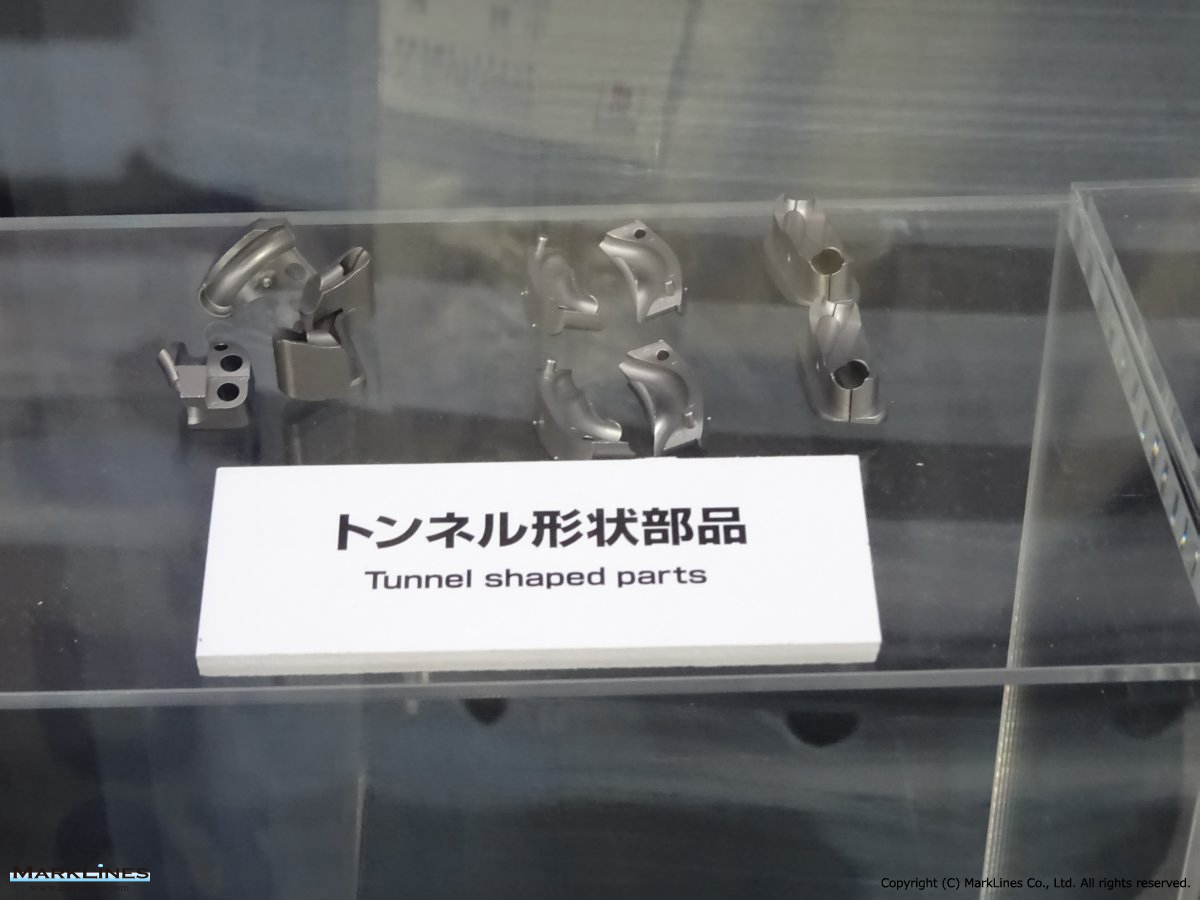 トンネル形状部品
Tunnel shaped parts
MARKLINES
Copyright (C) MarkLines Co., Ltd. All rights reserved.